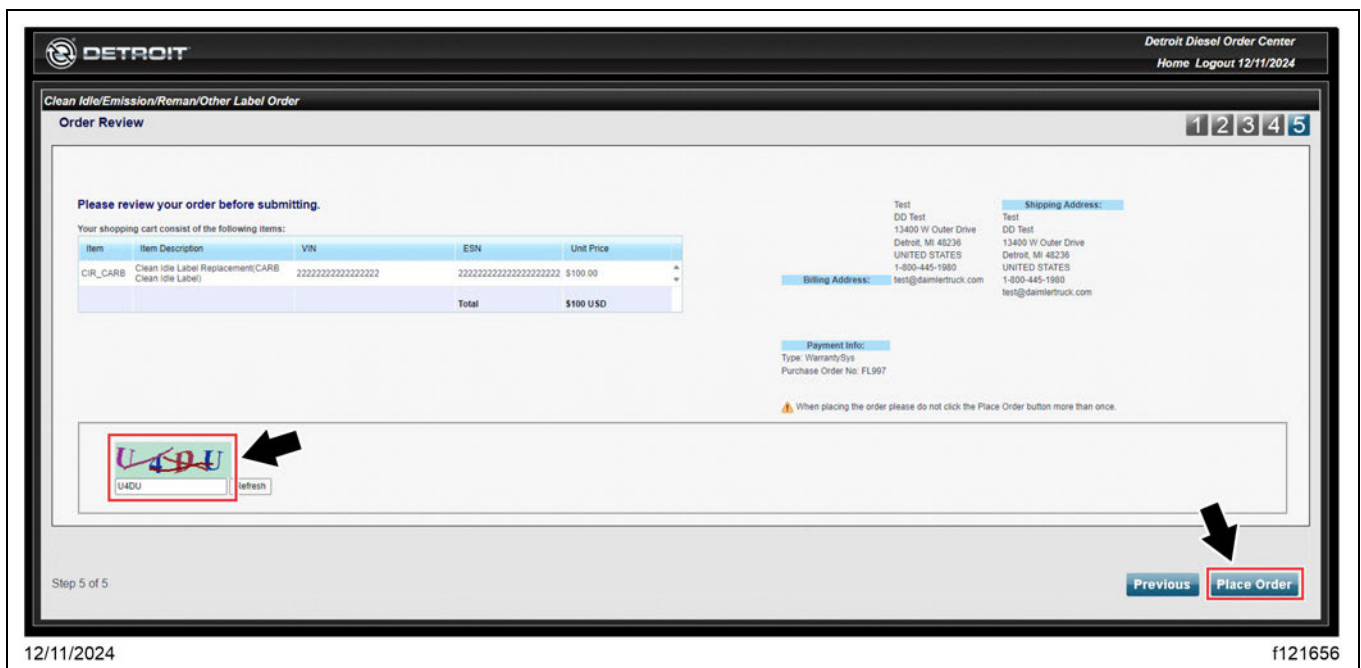 DETROIT
Detroit Diesel Order Center
Home Logout 12/11/2024
Clean Idle/Emission/Reman/Other Label Order
Order Review
1 2 3 4 5
Please review your order before submitting.
Your shopping cart consist of the following items:
Item Item Description VIN ESN Unit Price
CIR_CARB Clean Idle Label Replacement(CARB Clean Idle Label) 22222222222222222 22222222222222222222 $100.00
Total $100 USD
Billing Address:
Test
DD Test
13400 W Outer Drive
Detroit, MI 48236
UNITED STATES
1-800-445-1980
test@daimlertruck.com
Shipping Address:
Test
DD Test
13400 W Outer Drive
Detroit, MI 48236
UNITED STATES
1-800-445-1980
test@daimlertruck.com
Payment Info:
Type: WarrantySys
Purchase Order No: FL997
When placing the order please do not click the Place Order button more than once.
U4DU
U4DU
Refresh
Step 5 of 5
Previous
Place Order
12/11/2024
f121656